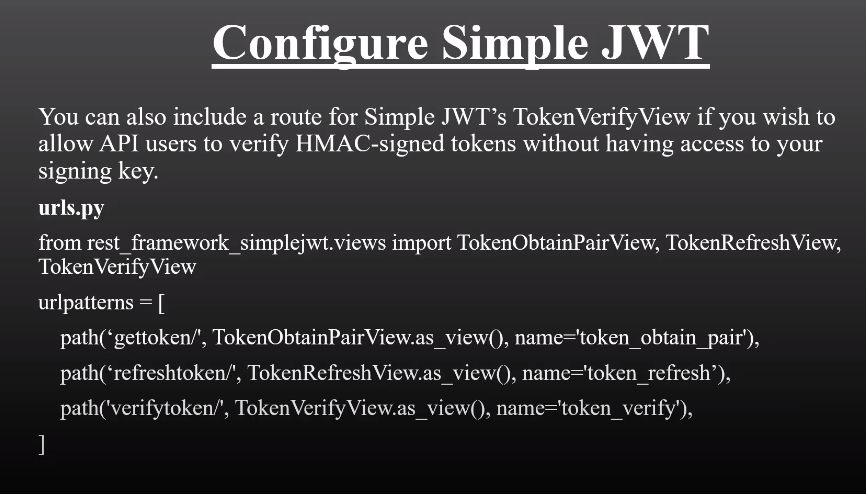 Configure Simple JWT
You can also include a route for Simple JWT’s TokenVerifyView if you wish to
allow API users to verify HMAC-signed tokens without having access to your
signing key.
urls.py
from rest_framework_simplejwt.views import TokenObtainPairView, TokenRefreshView,
TokenVerifyView
urlpatterns = [
path(‘gettoken/', TokenObtainPairView.as_view(), name='token_obtain_pair'),
path(‘refreshtoken/', TokenRefreshView.as_view(), name='token_refresh’),
path('verifytoken/', TokenVerifyView.as_view(), name='token_verify'),
]